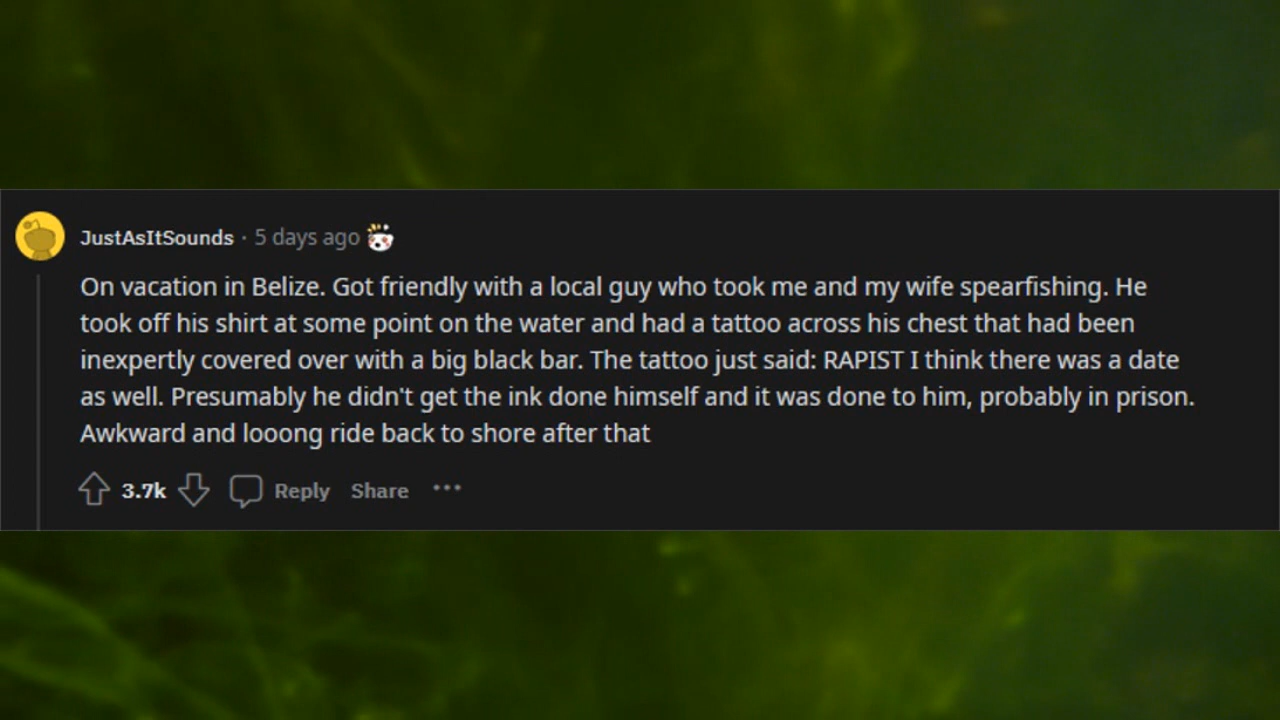 JustAsItSounds · 5 days ago
On vacation in Belize. Got friendly with a local guy who took me and my wife spearfishing. He
took off his shirt at some point on the water and had a tattoo across his chest that had been
inexpertly covered over with a big black bar. The tattoo just said: RAPIST I think there was a date
as well. Presumably he didn't get the ink done himself and it was done to him, probably in prison.
Awkward and looong ride back to shore after that
3.7k Reply Share ···